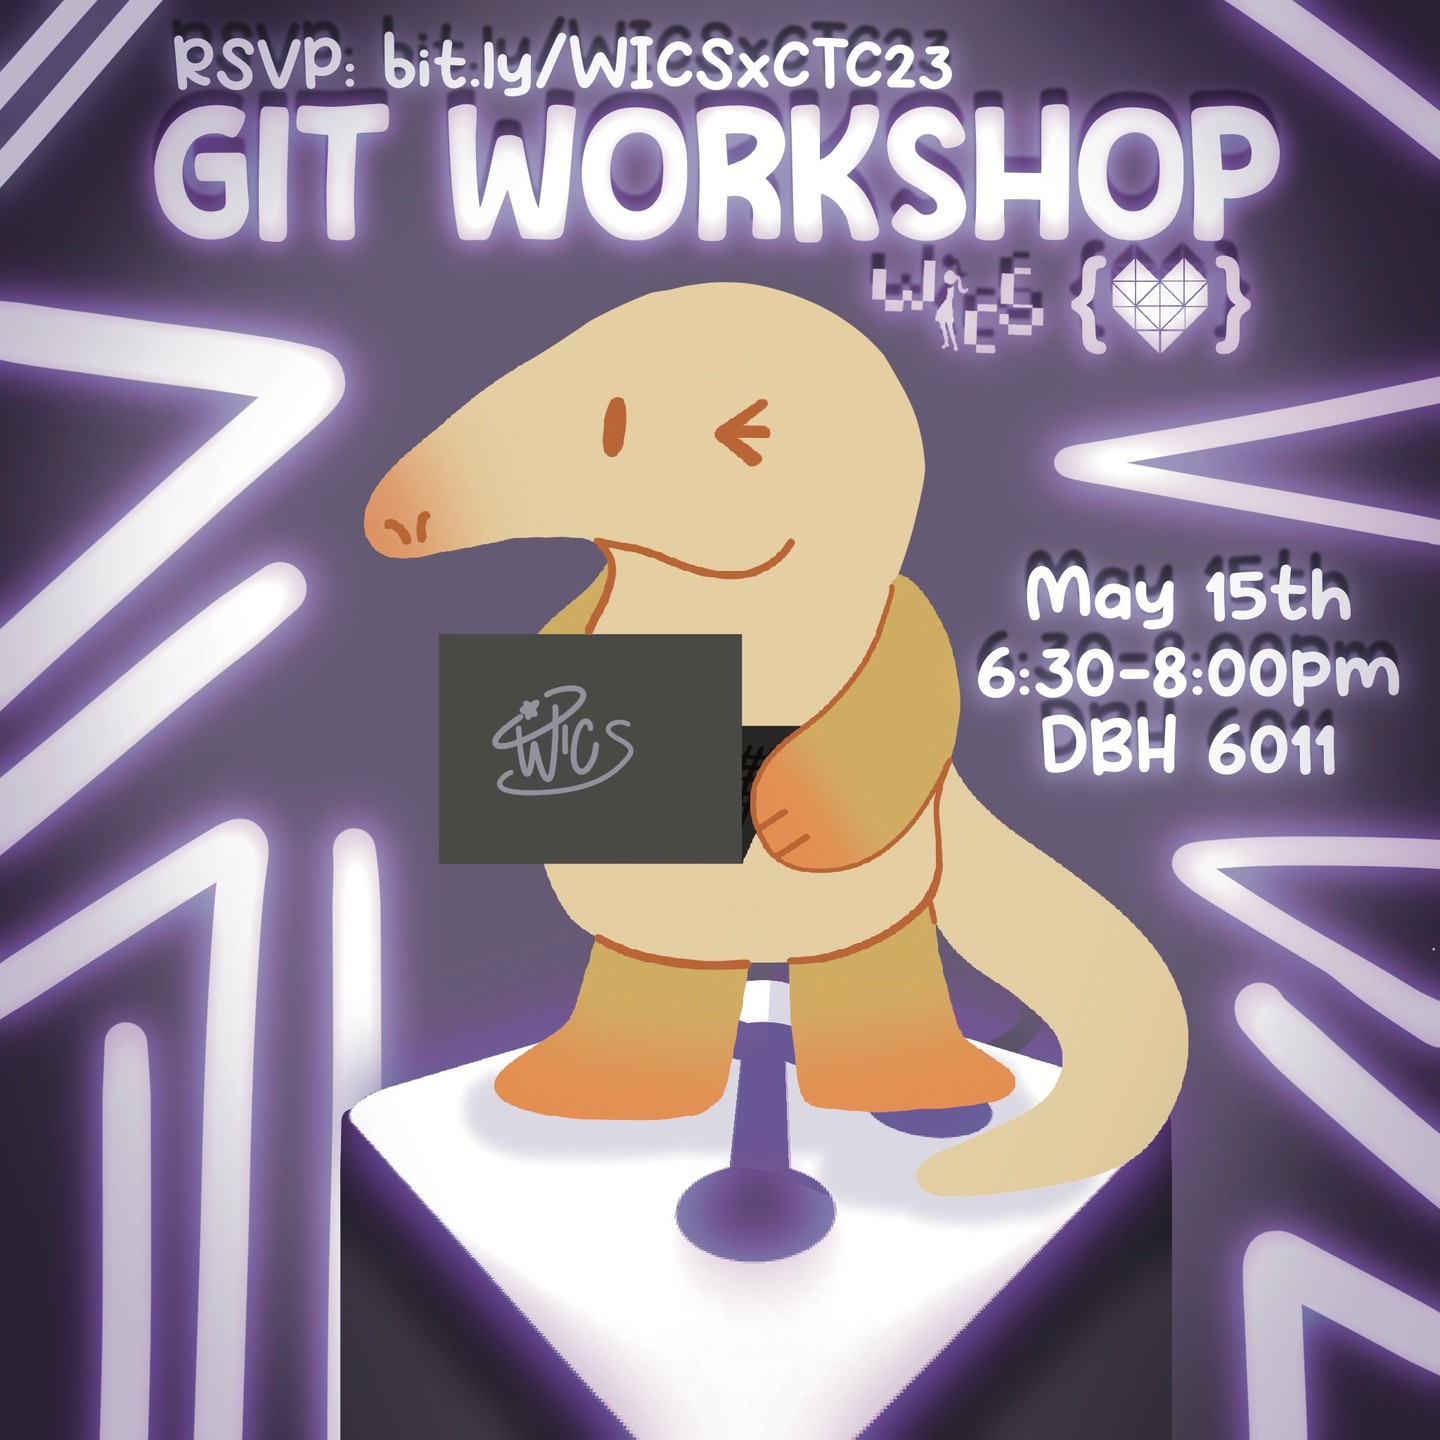 RSVP: bit.ly/WICSxCTC23
GIT WORKSHOP
WICS { }
May 15th
6:30-8:00pm
DBH 6011
WICS